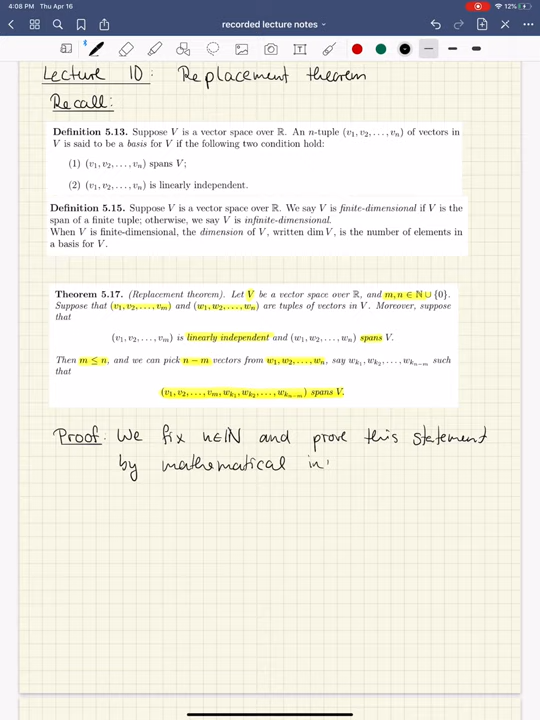 4:08 PM Thu Apr 16
12%
recorded lecture notes
Lecture 10: Replacement theorem
Recall:
Definition 5.13. Suppose V is a vector space over ℝ. An n-tuple (v₁, v₂, . . . , vₙ) of vectors in
V is said to be a basis for V if the following two condition hold:
(1) (v₁, v₂, . . . , vₙ) spans V;
(2) (v₁, v₂, . . . , vₙ) is linearly independent.
Definition 5.15. Suppose V is a vector space over ℝ. We say V is finite-dimensional if V is the
span of a finite tuple; otherwise, we say V is infinite-dimensional.
When V is finite-dimensional, the dimension of V, written dim V, is the number of elements in
a basis for V.
Theorem 5.17. (Replacement theorem). Let V be a vector space over ℝ, and m, n ∈ ℕ ∪ {0}.
Suppose that (v₁, v₂, . . . , vₘ) and (w₁, w₂, . . . , wₙ) are tuples of vectors in V. Moreover, suppose
that
(v₁, v₂, . . . , vₘ) is linearly independent and (w₁, w₂, . . . , wₙ) spans V.
Then m ≤ n, and we can pick n − m vectors from w₁, w₂, . . . , wₙ, say wₖ₁, wₖ₂, . . . , wₖₙ₋ₘ such
that
(v₁, v₂, . . . , vₘ, wₖ₁, wₖ₂, . . . , wₖₙ₋ₘ) spans V.
Proof: We fix n∈ℕ and prove this statement
by mathematical in